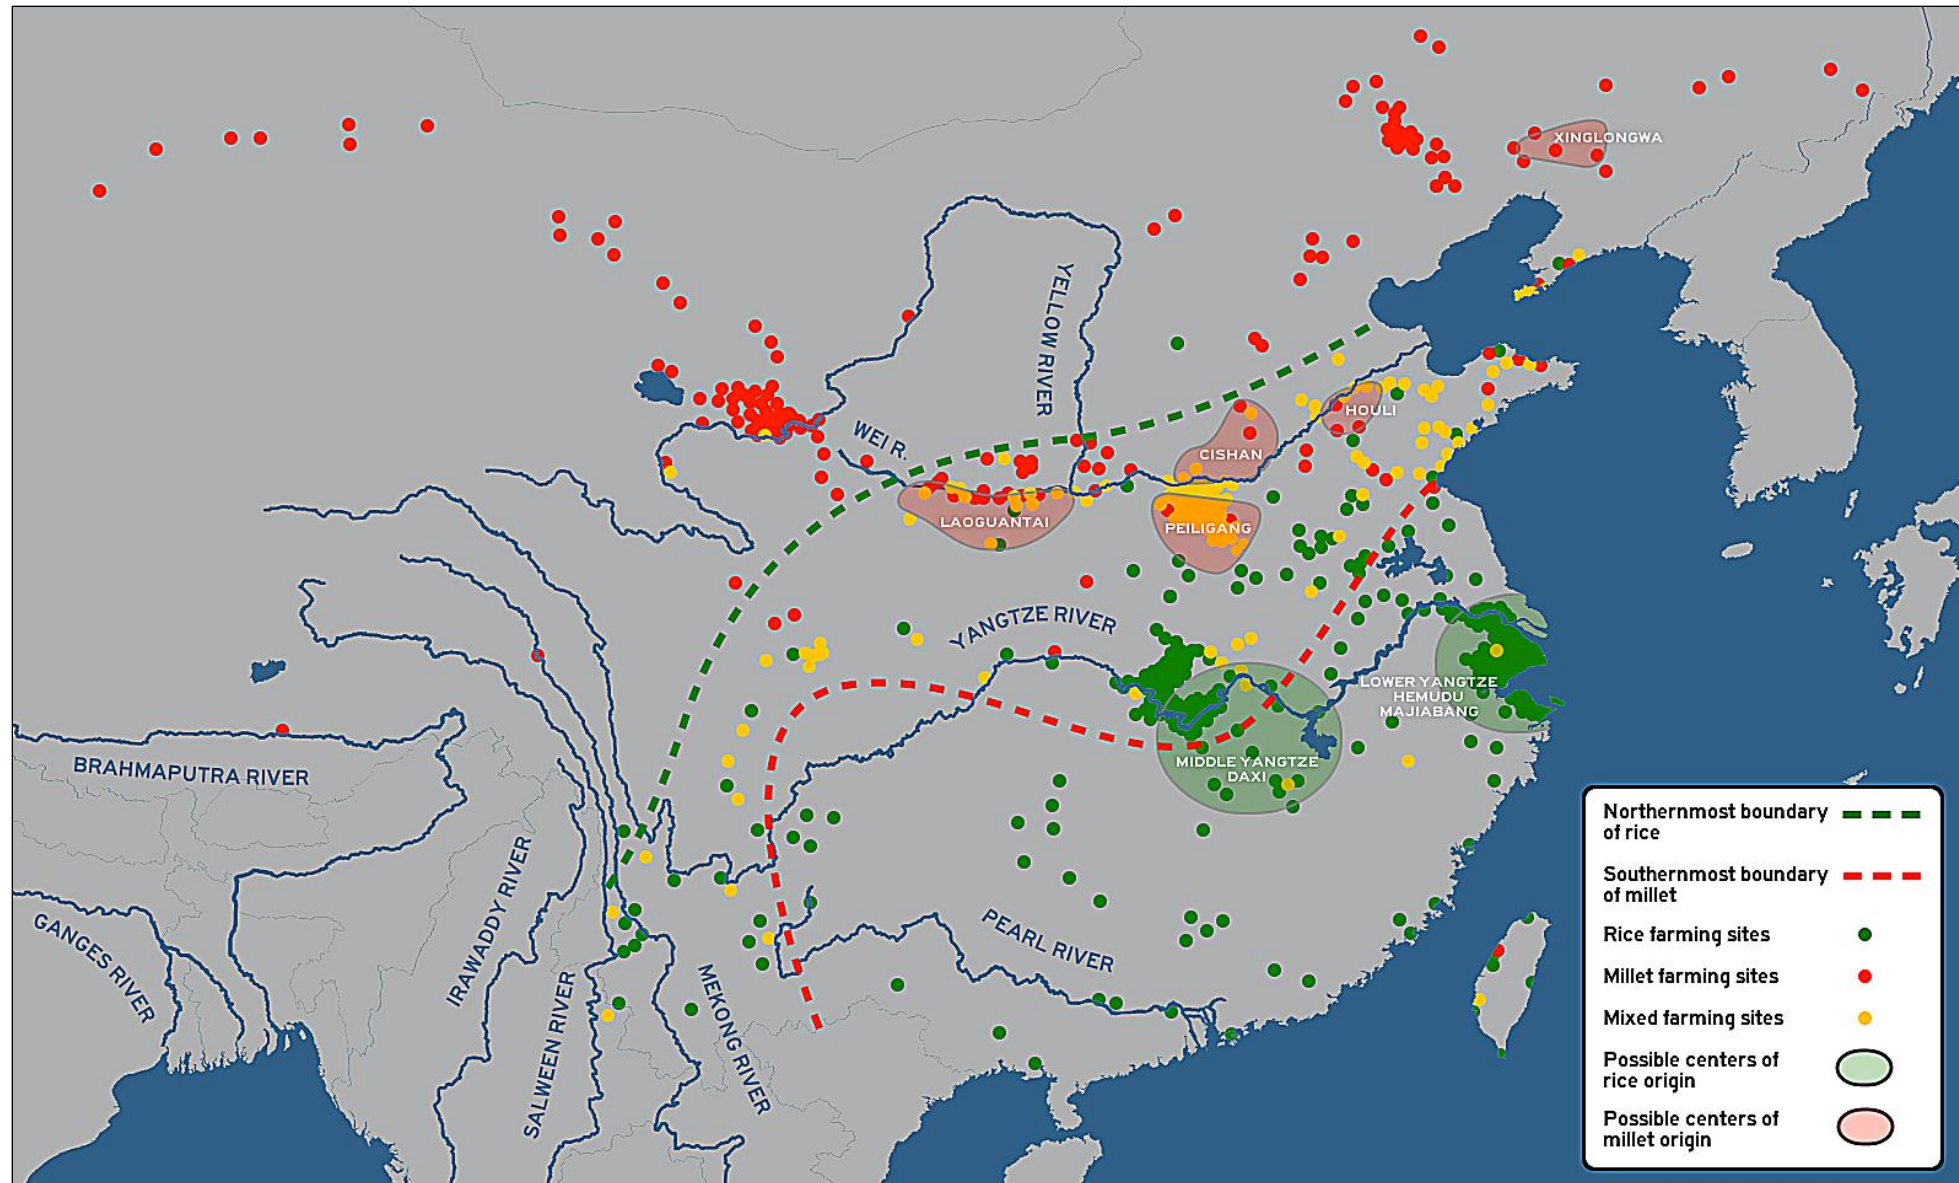 XINGLONGWA
YELLOW RIVER
WEI R.
HOULI
CISHAN
LAOGUANTAI
PEILIGANG
YANGTZE RIVER
LOWER YANGTZE
HEMUDU
MAJIABANG
MIDDLE YANGTZE
DAXI
BRAHMAPUTRA RIVER
GANGES RIVER
IRAWADDY RIVER
SALWEEN RIVER
MEKONG RIVER
PEARL RIVER
Northernmost boundary
of rice
Southernmost boundary
of millet
Rice farming sites
Millet farming sites
Mixed farming sites
Possible centers of
rice origin
Possible centers of
millet origin